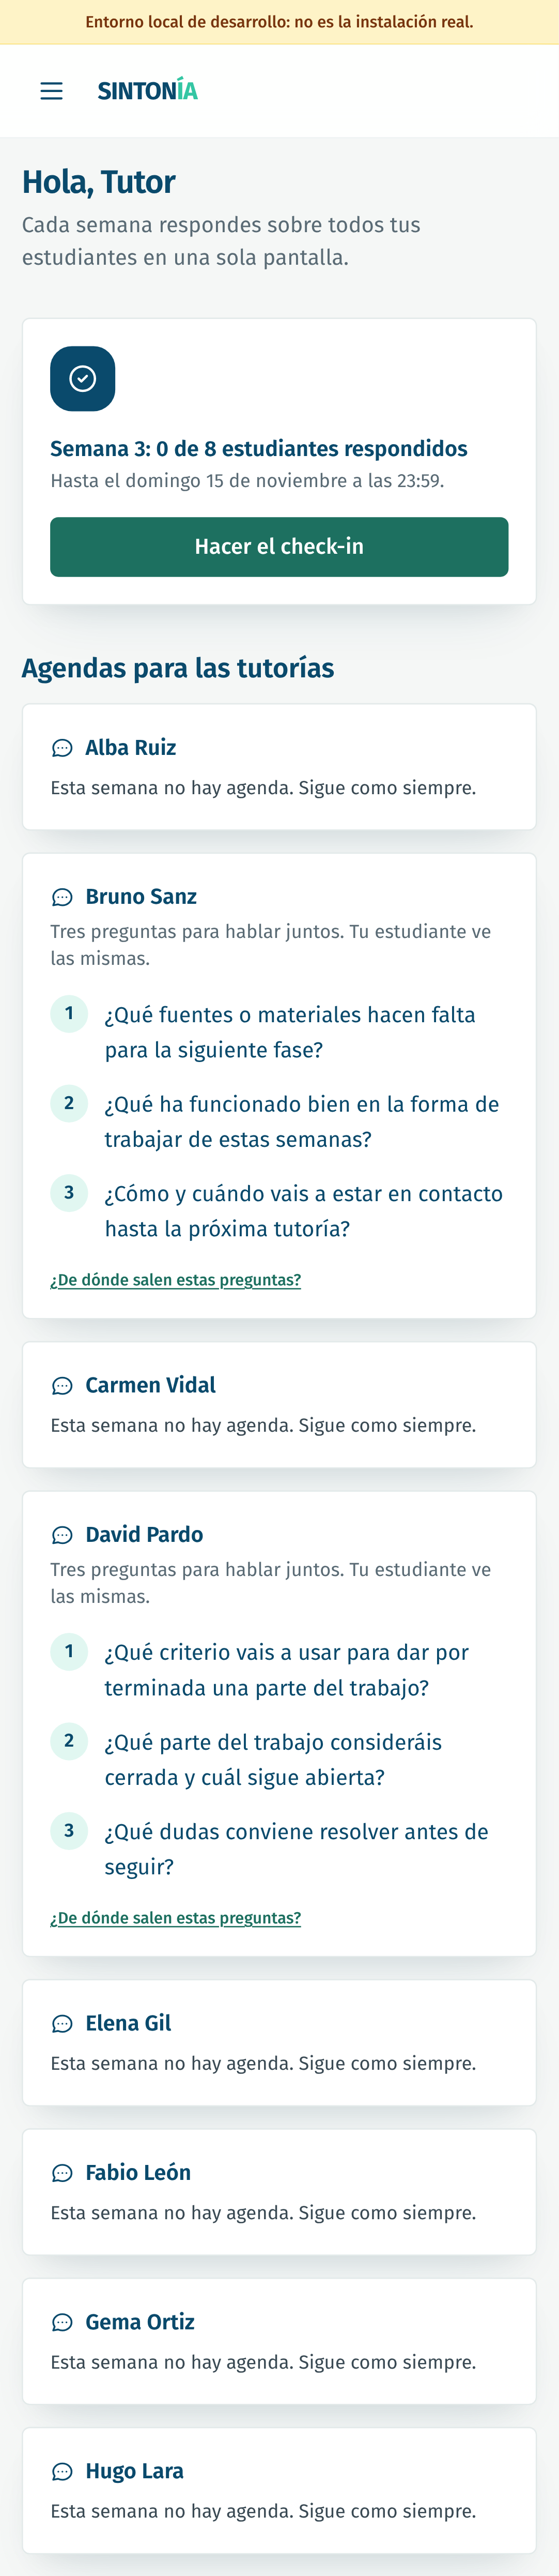 Entorno local de desarrollo: no es la instalación real.
SINTONÍA
Hola, Tutor
Cada semana respondes sobre todos tus
estudiantes en una sola pantalla.
Semana 3: 0 de 8 estudiantes respondidos
Hasta el domingo 15 de noviembre a las 23:59.
Hacer el check-in
Agendas para las tutorías
Alba Ruiz
Esta semana no hay agenda. Sigue como siempre.
Bruno Sanz
Tres preguntas para hablar juntos. Tu estudiante ve
las mismas.
1 ¿Qué fuentes o materiales hacen falta
para la siguiente fase?
2 ¿Qué ha funcionado bien en la forma de
trabajar de estas semanas?
3 ¿Cómo y cuándo vais a estar en contacto
hasta la próxima tutoría?
¿De dónde salen estas preguntas?
Carmen Vidal
Esta semana no hay agenda. Sigue como siempre.
David Pardo
Tres preguntas para hablar juntos. Tu estudiante ve
las mismas.
1 ¿Qué criterio vais a usar para dar por
terminada una parte del trabajo?
2 ¿Qué parte del trabajo consideráis
cerrada y cuál sigue abierta?
3 ¿Qué dudas conviene resolver antes de
seguir?
¿De dónde salen estas preguntas?
Elena Gil
Esta semana no hay agenda. Sigue como siempre.
Fabio León
Esta semana no hay agenda. Sigue como siempre.
Gema Ortiz
Esta semana no hay agenda. Sigue como siempre.
Hugo Lara
Esta semana no hay agenda. Sigue como siempre.